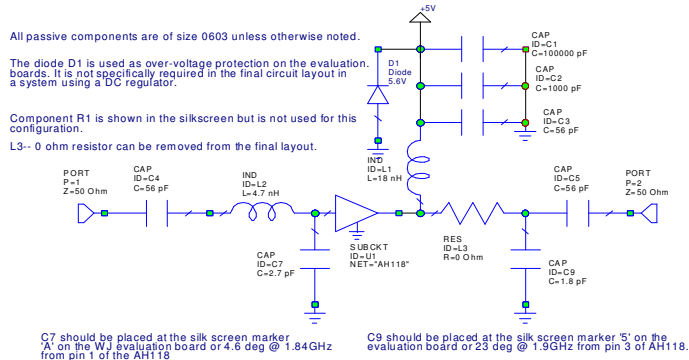 +5V
All passive components are of size 0603 unless otherwise noted.
The diode D1 is used as over-voltage protection on the evaluation.
boards. It is not specifically required in the final circuit layout in
a system using a DC regulator.
Component R1 is shown in the silkscreen but is not used for this
configuration.
L3-- 0 ohm resistor can be removed from the final layout.
D1
Diode
5.6V
CAP
ID=C1
C=100000 pF
CAP
ID=C2
C=1000 pF
CAP
ID=C3
C=56 pF
IND
ID=L1
L=18 nH
PORT
P=1
Z=50 Ohm
CAP
ID=C4
C=56 pF
IND
ID=L2
L=4.7 nH
CAP
ID=C7
C=2.7 pF
SUBCKT
ID=U1
NET="AH118"
RES
ID=L3
R=0 Ohm
CAP
ID=C5
C=56 pF
PORT
P=2
Z=50 Ohm
CAP
ID=C9
C=1.8 pF
C7 should be placed at the silk screen marker
'A' on the WJ evaluation board or 4.6 deg @ 1.84GHz
from pin 1 of the AH118
C9 should be placed at the silk screen marker '5' on the
evaluation board or 23 deg @ 1.9GHz from pin 3 of AH118.